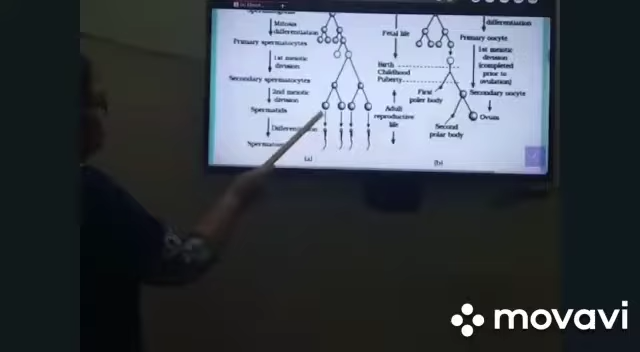 Mitosis
differentiation
Primary spermatocytes
1st meiotic
division
Secondary spermatocytes
2nd meiotic
division
Spermatids
(a)
Fetal life
Birth
Childhood
Puberty
Adult
reproductive
life
First
poler body
Second
polar body
(b)
differentiation
Primary oocyte
1st meiotic
division
(completed
prior to
ovulation)
Secondary oocyte
Ovum
movavi